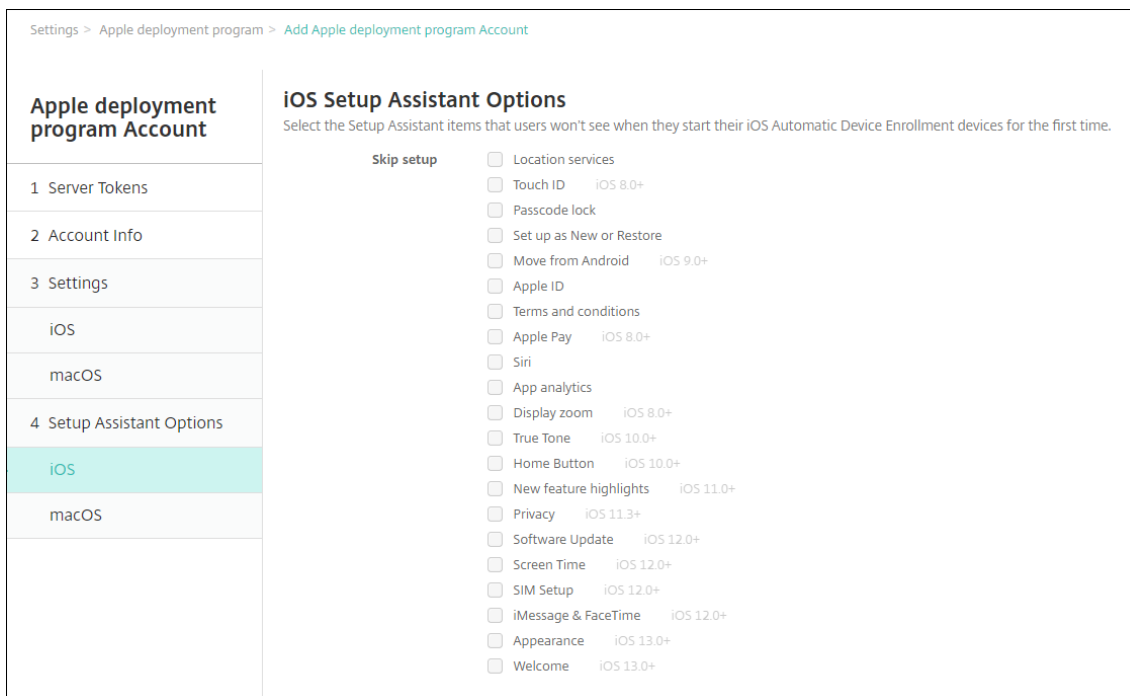 Settings > Apple deployment program > Add Apple deployment program Account
Apple deployment
program Account
1 Server Tokens
2 Account Info
3 Settings
iOS
macOS
4 Setup Assistant Options
iOS
macOS
iOS Setup Assistant Options
Select the Setup Assistant items that users won't see when they start their iOS Automatic Device Enrollment devices for the first time.
Skip setup
Location services
Touch ID iOS 8.0+
Passcode lock
Set up as New or Restore
Move from Android iOS 9.0+
Apple ID
Terms and conditions
Apple Pay iOS 8.0+
Siri
App analytics
Display zoom iOS 8.0+
True Tone iOS 10.0+
Home Button iOS 10.0+
New feature highlights iOS 11.0+
Privacy iOS 11.3+
Software Update iOS 12.0+
Screen Time iOS 12.0+
SIM Setup iOS 12.0+
iMessage & FaceTime iOS 12.0+
Appearance iOS 13.0+
Welcome iOS 13.0+